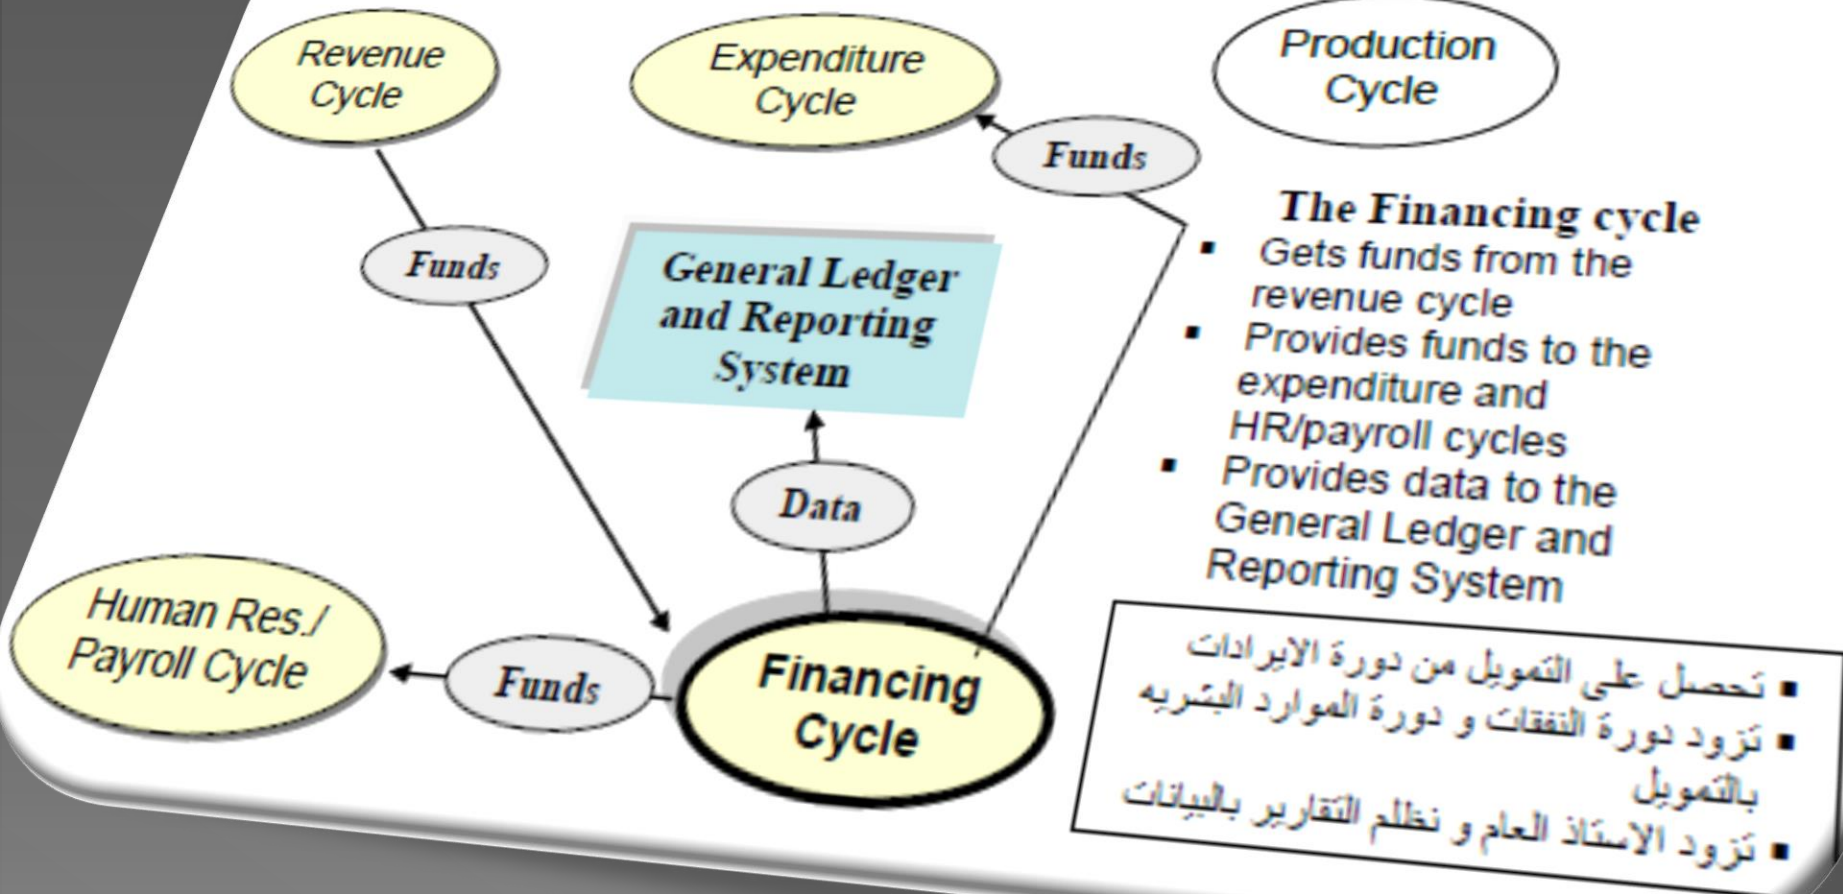 Revenue
Cycle
Expenditure
Cycle
Production
Cycle
Funds
Funds
General Ledger
and Reporting
System
Data
Human Res./
Payroll Cycle
Funds
Financing
Cycle
The Financing cycle
▪ Gets funds from the
revenue cycle
▪ Provides funds to the
expenditure and
HR/payroll cycles
▪ Provides data to the
General Ledger and
Reporting System
▪ تحصل على التمويل من دورة الايرادات
▪ تزود دورة النفقات و دورة الموارد البشريه
بالتمويل
▪ تزود الاستاذ العام و نظلم التقارير بالبيانات